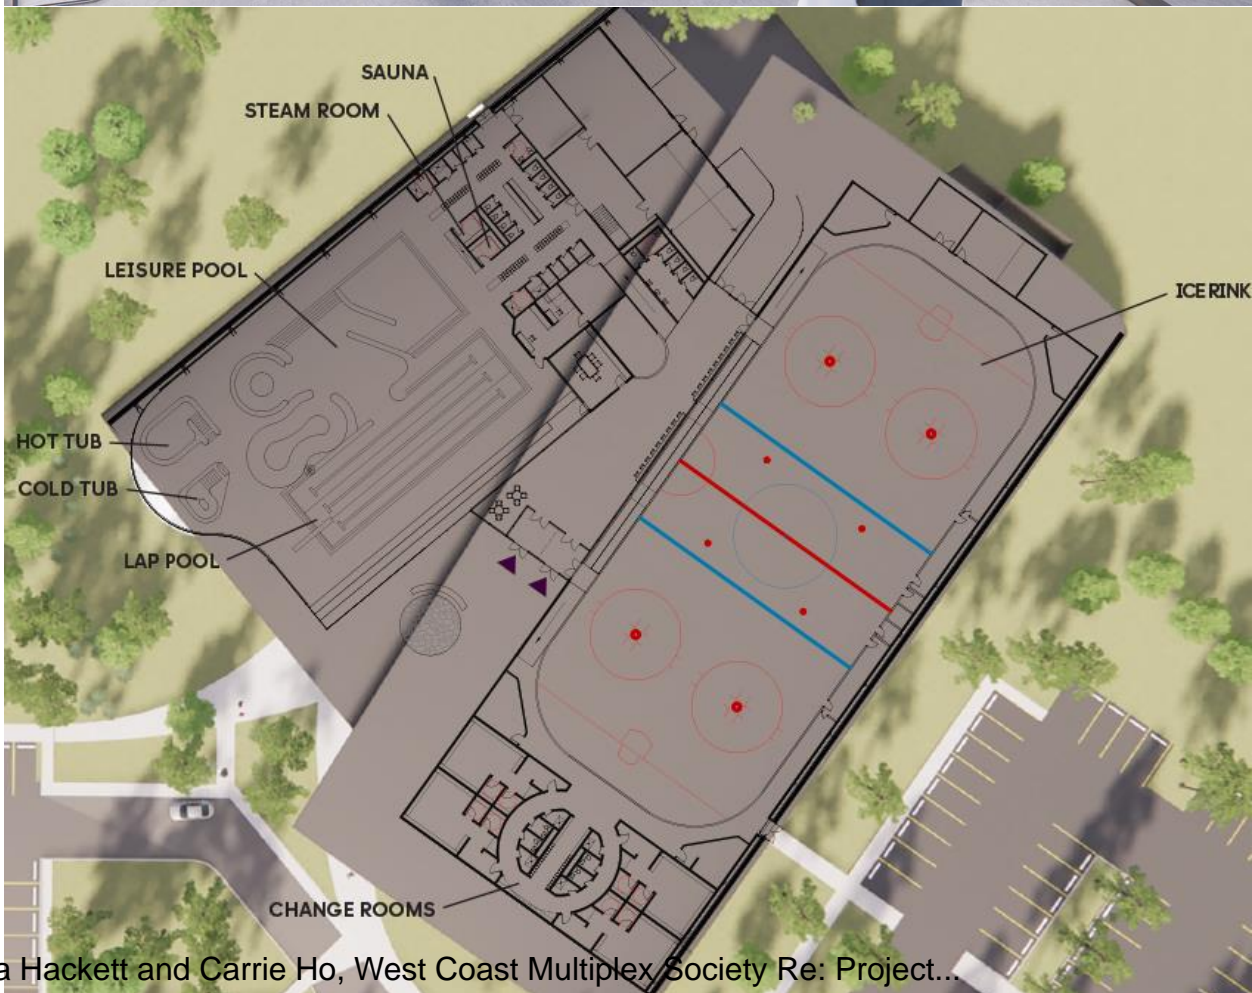 SAUNA
STEAM ROOM
LEISURE POOL
ICE RINK
HOT TUB
COLD TUB
LAP POOL
CHANGE ROOMS
a Hackett and Carrie Ho, West Coast Multiplex Society Re: Project...